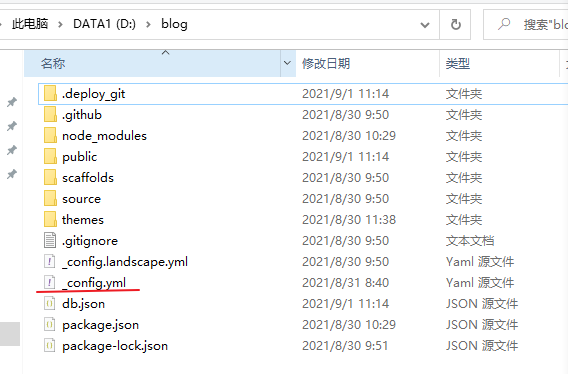 此电脑 > DATA1 (D:) > blog 搜索"blo
名称 修改日期 类型
.deploy_git 2021/9/1 11:14 文件夹
.github 2021/8/30 9:50 文件夹
node_modules 2021/8/30 10:29 文件夹
public 2021/9/1 11:14 文件夹
scaffolds 2021/8/30 9:50 文件夹
source 2021/8/30 9:50 文件夹
themes 2021/8/30 11:38 文件夹
.gitignore 2021/8/30 9:50 文本文档
_config.landscape.yml 2021/8/30 9:50 Yaml 源文件
_config.yml 2021/8/31 8:40 Yaml 源文件
db.json 2021/9/1 11:14 JSON 源文件
package.json 2021/8/30 10:29 JSON 源文件
package-lock.json 2021/8/30 9:51 JSON 源文件